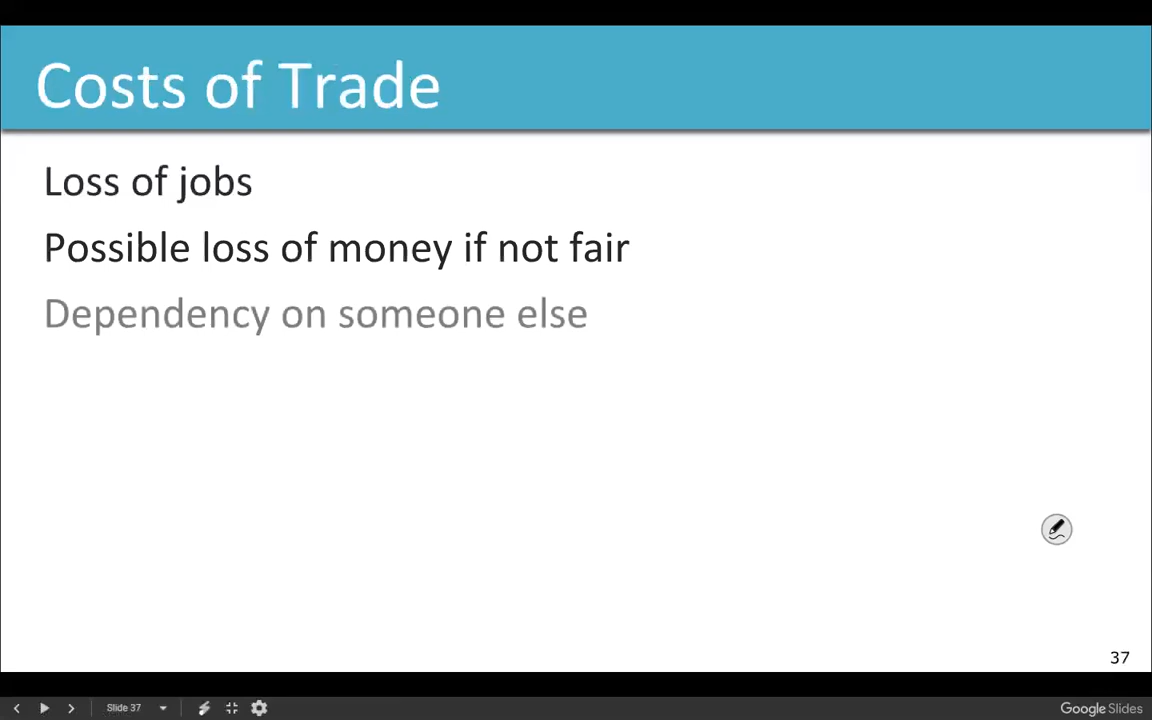 Costs of Trade
Loss of jobs
Possible loss of money if not fair
Dependency on someone else
37
Slide 37
Google Slides